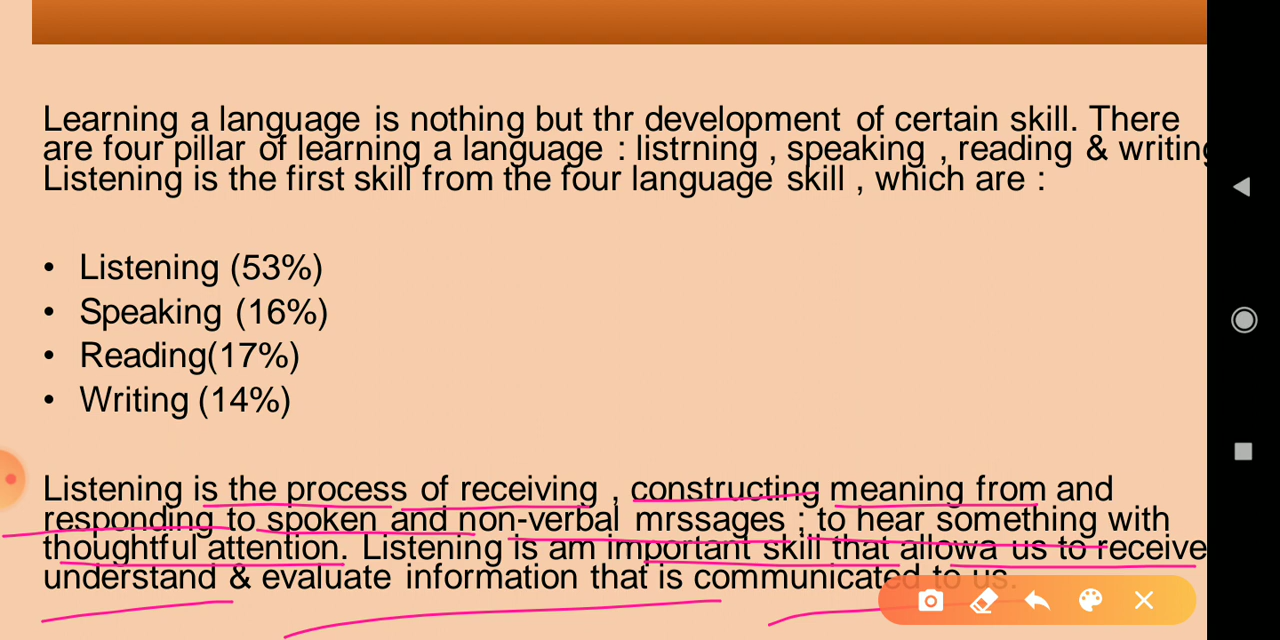 Learning a language is nothing but thr development of certain skill. There
are four pillar of learning a language : listrning , speaking , reading & writing
Listening is the first skill from the four language skill , which are :
• Listening (53%)
• Speaking (16%)
• Reading(17%)
• Writing (14%)
Listening is the process of receiving , constructing meaning from and
responding to spoken and non-verbal mrssages ; to hear something with
thoughtful attention. Listening is am important skill that allowa us to receive
understand & evaluate information that is communicated to us.